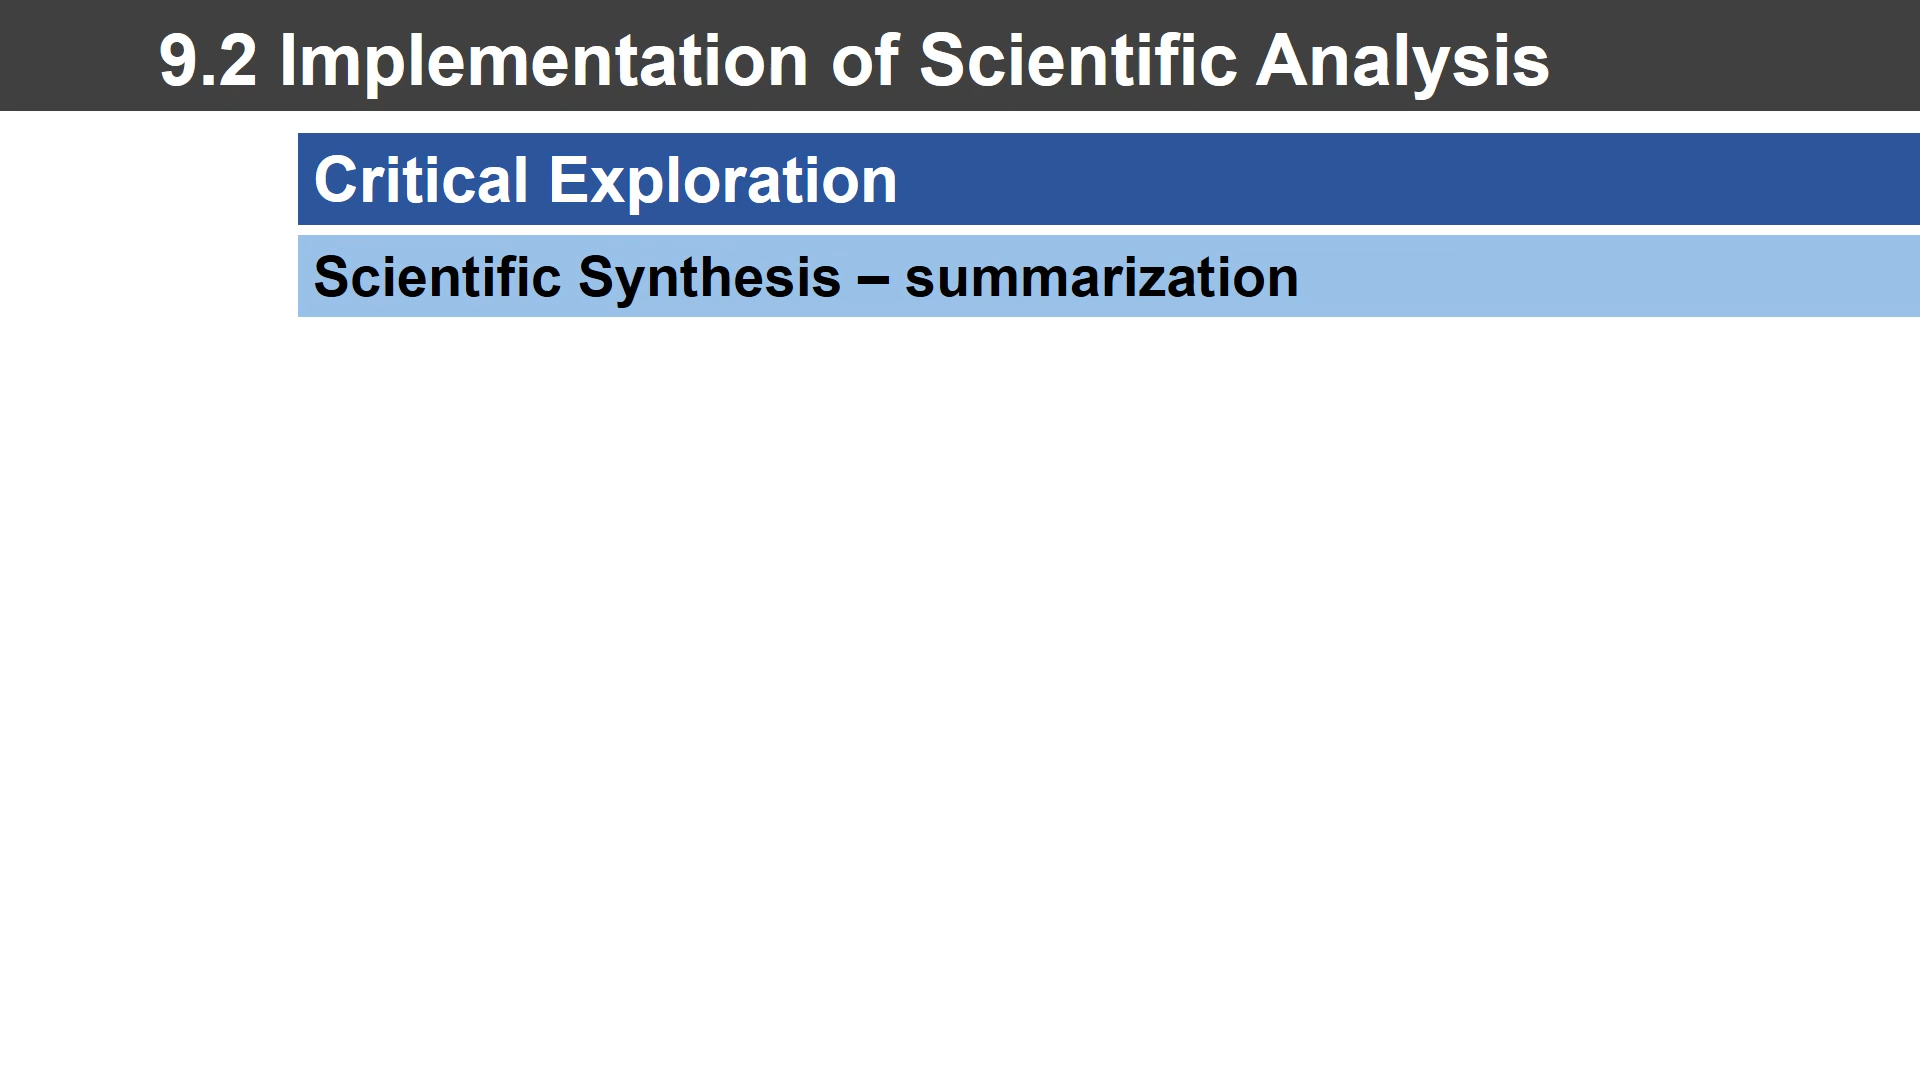 9.2 Implementation of Scientific Analysis
Critical Exploration
Scientific Synthesis – summarization